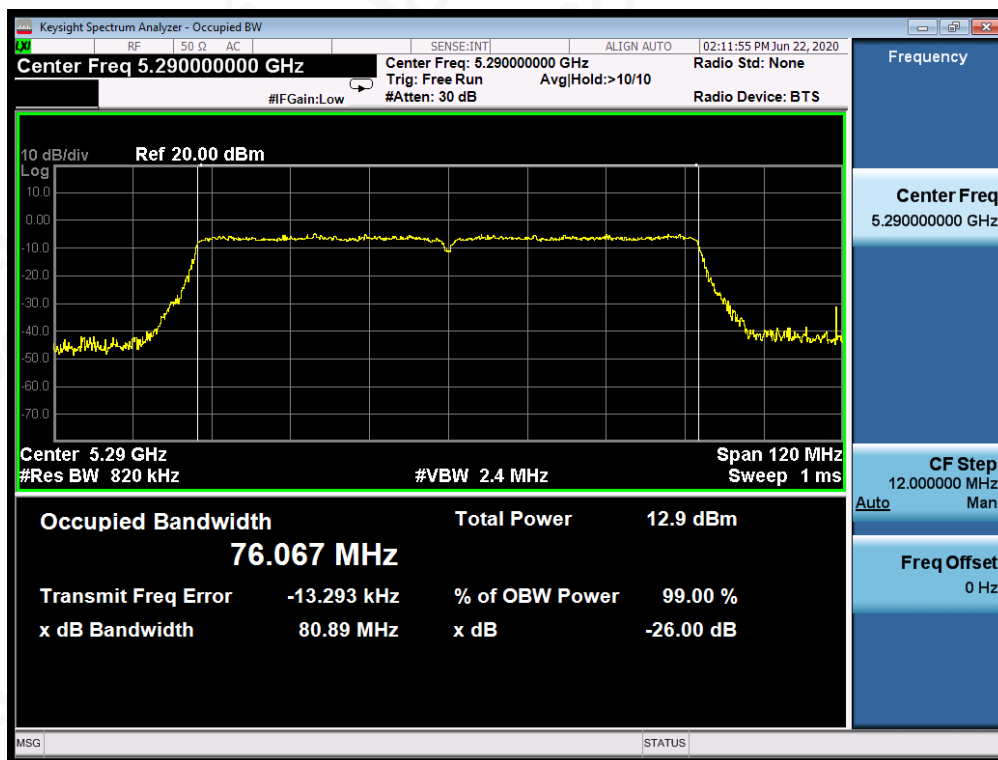 Keysight Spectrum Analyzer - Occupied BW
LXI RF 50 Ω AC SENSE:INT ALIGN AUTO 02:11:55 PM Jun 22, 2020
Center Freq 5.290000000 GHz
Center Freq: 5.290000000 GHz Radio Std: None
Trig: Free Run Avg|Hold:>10/10
#IFGain:Low #Atten: 30 dB Radio Device: BTS
10 dB/div Ref 20.00 dBm
Log
10.0
0.00
-10.0
-20.0
-30.0
-40.0
-50.0
-60.0
-70.0
Center 5.29 GHz Span 120 MHz
#Res BW 820 kHz #VBW 2.4 MHz Sweep 1 ms
Occupied Bandwidth Total Power 12.9 dBm
76.067 MHz
Transmit Freq Error -13.293 kHz % of OBW Power 99.00 %
x dB Bandwidth 80.89 MHz x dB -26.00 dB
MSG STATUS
Frequency
Center Freq
5.290000000 GHz
CF Step
12.000000 MHz
Auto Man
Freq Offset
0 Hz